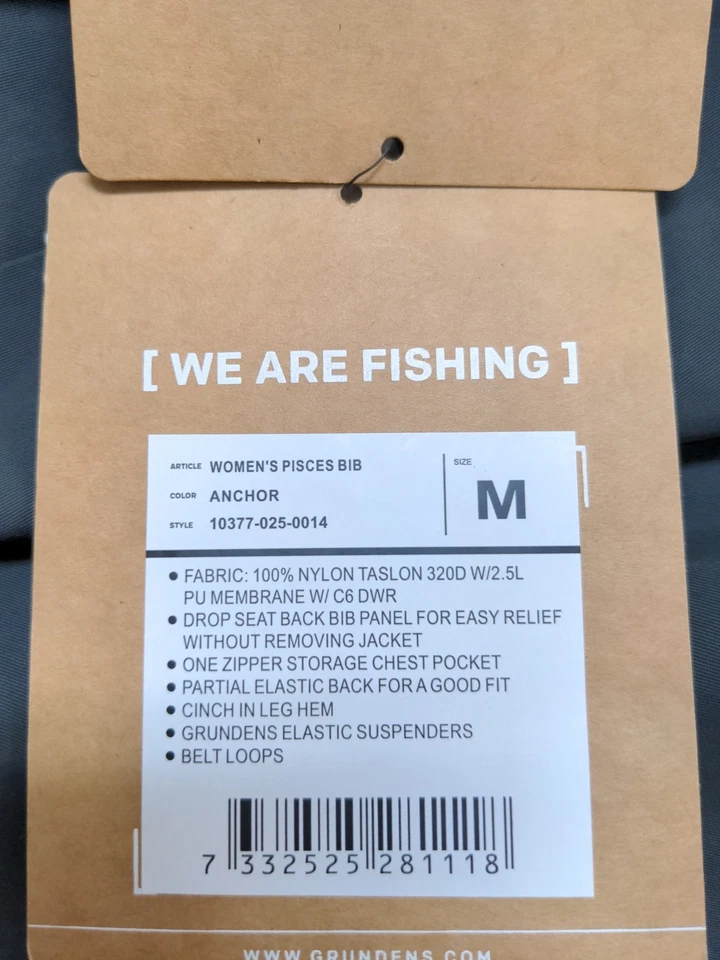 [ WE ARE FISHING ]
ARTICLE WOMEN'S PISCES BIB
COLOR ANCHOR
STYLE 10377-025-0014
SIZE
M
• FABRIC: 100% NYLON TASLON 320D W/2.5L
PU MEMBRANE W/ C6 DWR
• DROP SEAT BACK BIB PANEL FOR EASY RELIEF
WITHOUT REMOVING JACKET
• ONE ZIPPER STORAGE CHEST POCKET
• PARTIAL ELASTIC BACK FOR A GOOD FIT
• CINCH IN LEG HEM
• GRUNDENS ELASTIC SUSPENDERS
• BELT LOOPS
7 332525 281118
WWW.GRUNDENS.COM